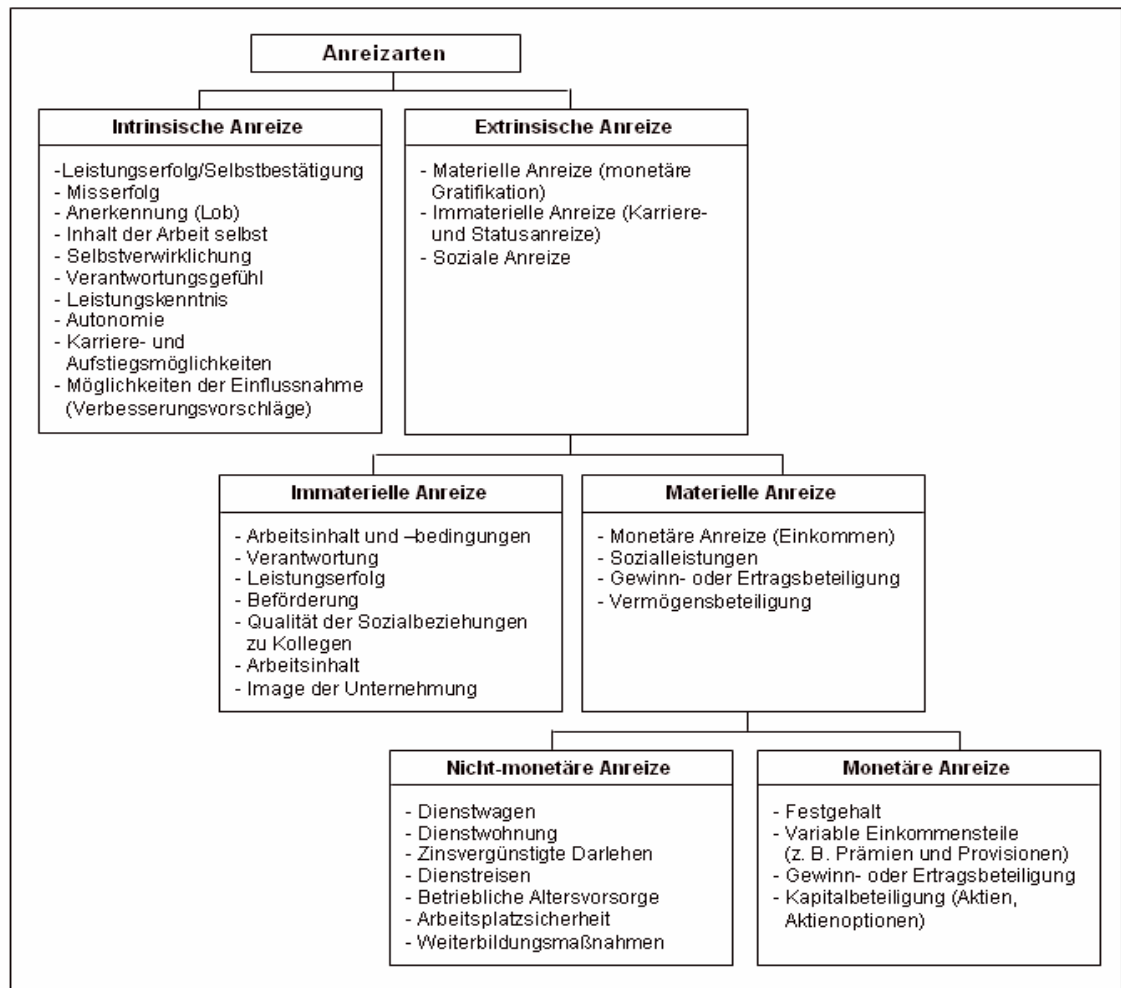 Anreizarten
Intrinsische Anreize
-Leistungserfolg/Selbstbestätigung
- Misserfolg
- Anerkennung (Lob)
- Inhalt der Arbeit selbst
- Selbstverwirklichung
- Verantwortungsgefühl
- Leistungskenntnis
- Autonomie
- Karriere- und
Aufstiegsmöglichkeiten
- Möglichkeiten der Einflussnahme
(Verbesserungsvorschläge)
Extrinsische Anreize
- Materielle Anreize (monetäre
Gratifikation)
- Immaterielle Anreize (Karriere-
und Statusanreize)
- Soziale Anreize
Immaterielle Anreize
- Arbeitsinhalt und –bedingungen
- Verantwortung
- Leistungserfolg
- Beförderung
- Qualität der Sozialbeziehungen
zu Kollegen
- Arbeitsinhalt
- Image der Unternehmung
Materielle Anreize
- Monetäre Anreize (Einkommen)
- Sozialleistungen
- Gewinn- oder Ertragsbeteiligung
- Vermögensbeteiligung
Nicht-monetäre Anreize
- Dienstwagen
- Dienstwohnung
- Zinsvergünstigte Darlehen
- Dienstreisen
- Betriebliche Altersvorsorge
- Arbeitsplatzsicherheit
- Weiterbildungsmaßnahmen
Monetäre Anreize
- Festgehalt
- Variable Einkommensteile
(z. B. Prämien und Provisionen)
- Gewinn- oder Ertragsbeteiligung
- Kapitalbeteiligung (Aktien,
Aktienoptionen)